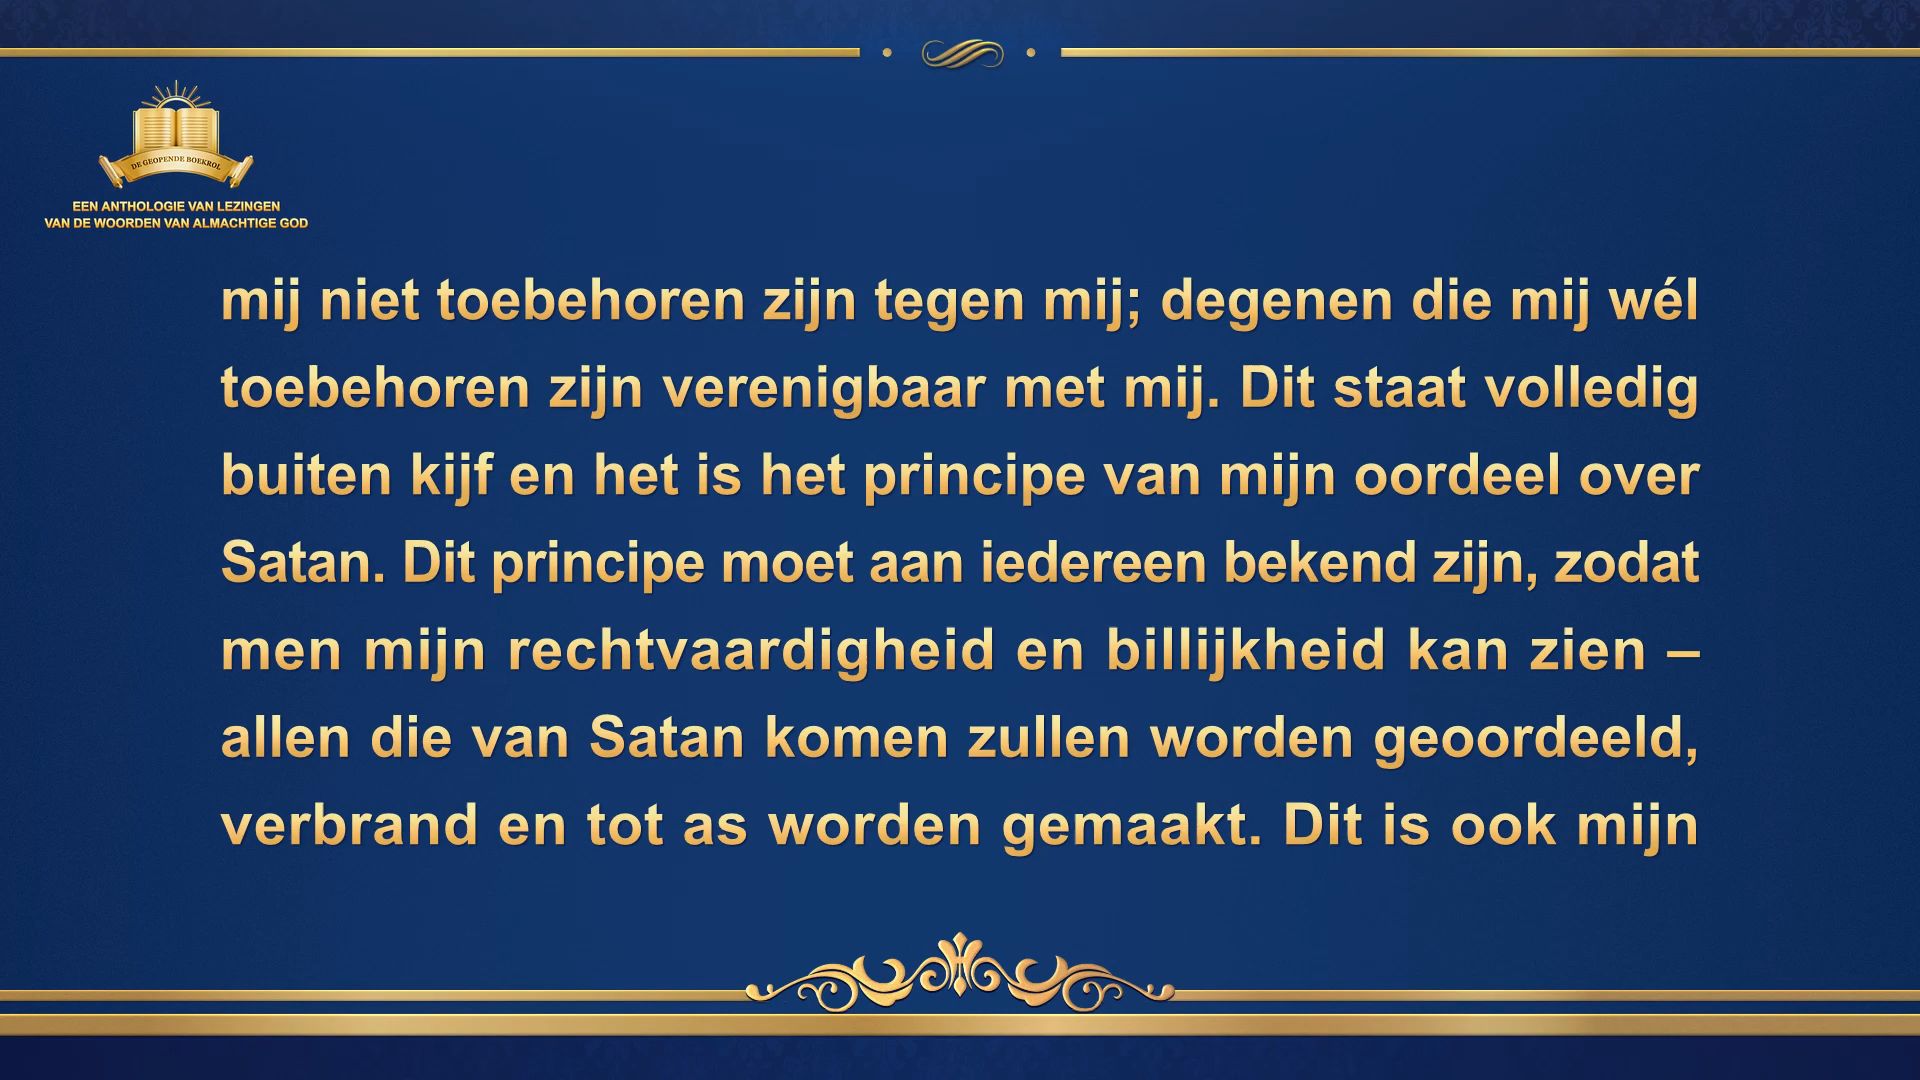 DE GEOPENDE BOEKROL
EEN ANTHOLOGIE VAN LEZINGEN
VAN DE WOORDEN VAN ALMACHTIGE GOD
mij niet toebehoren zijn tegen mij; degenen die mij wél
toebehoren zijn verenigbaar met mij. Dit staat volledig
buiten kijf en het is het principe van mijn oordeel over
Satan. Dit principe moet aan iedereen bekend zijn, zodat
men mijn rechtvaardigheid en billijkheid kan zien –
allen die van Satan komen zullen worden geoordeeld,
verbrand en tot as worden gemaakt. Dit is ook mijn